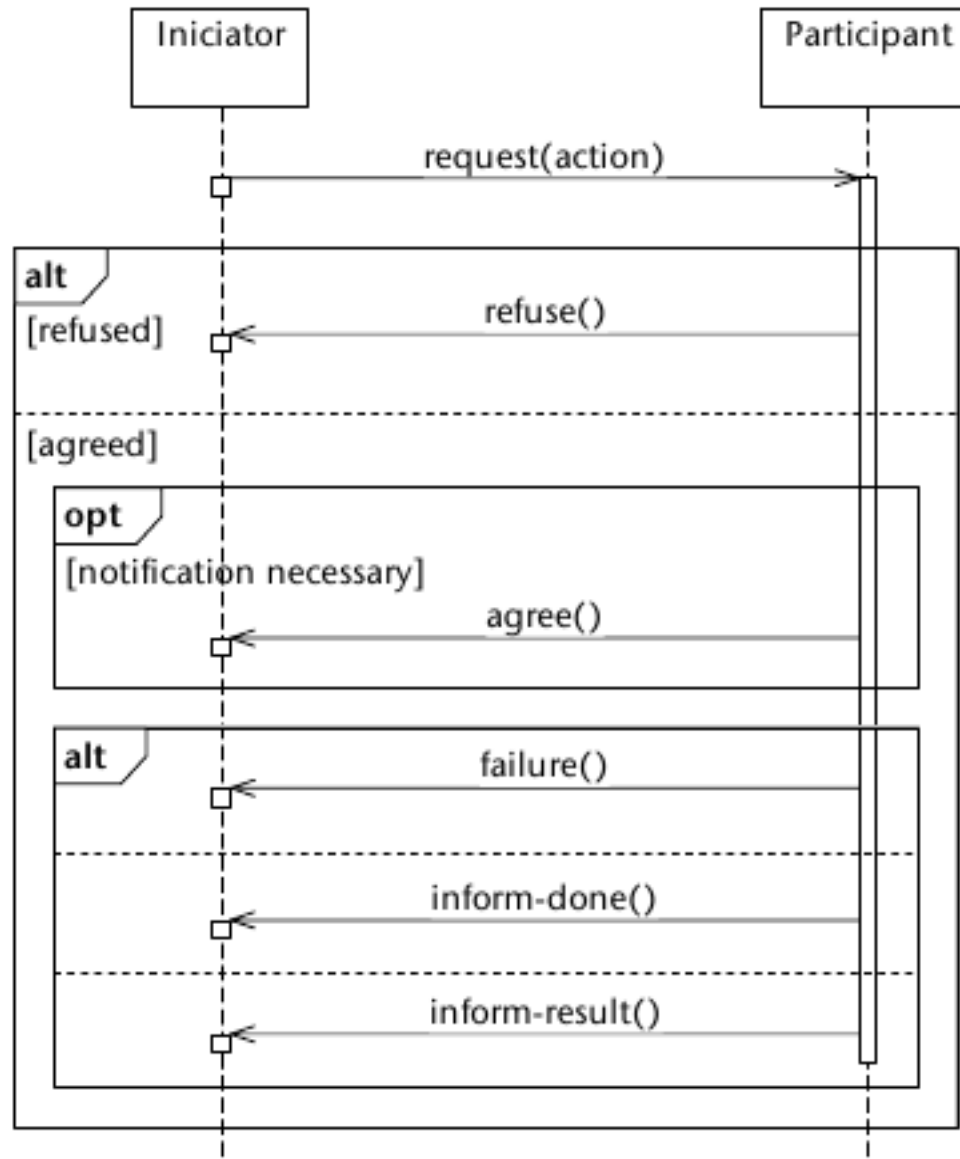 Iniciator
Participant
request(action)
alt
[refused]
refuse()
[agreed]
opt
[notification necessary]
agree()
alt
failure()
inform-done()
inform-result()